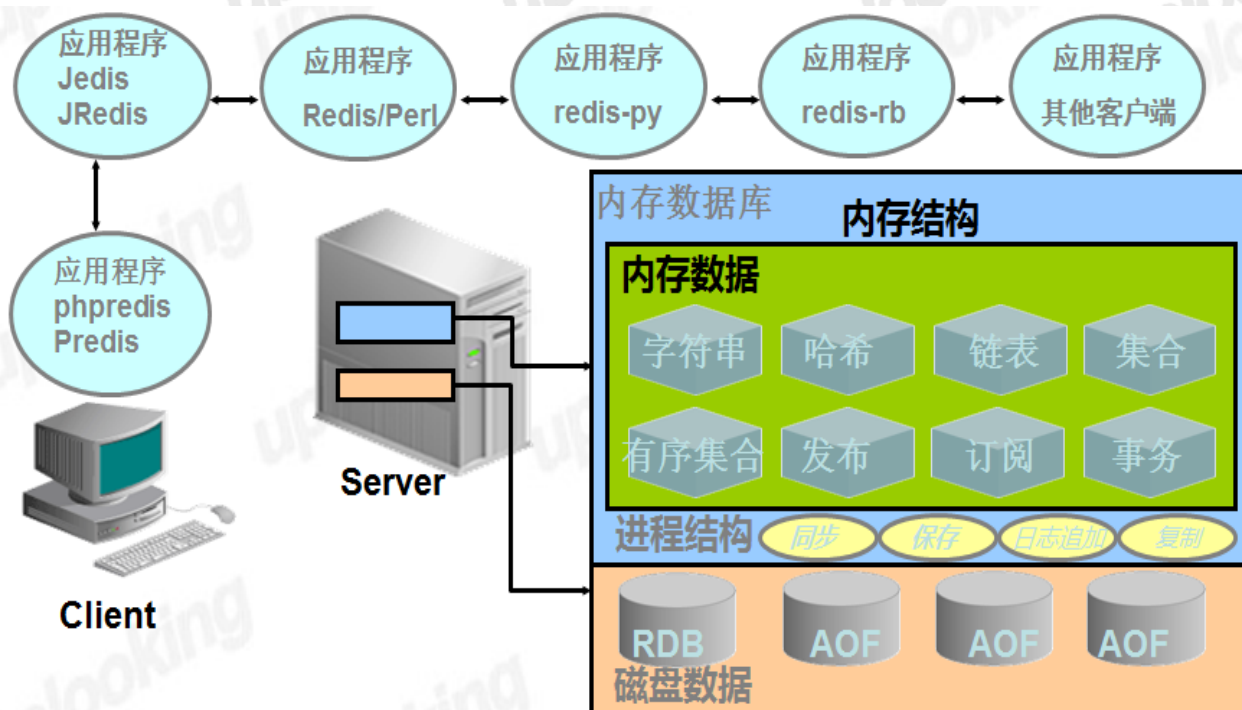 应用程序
Jedis
JRedis
应用程序
Redis/Perl
应用程序
redis-py
应用程序
redis-rb
应用程序
其他客户端
应用程序
phpredis
Predis
Client
Server
内存数据库
内存结构
内存数据
字符串
哈希
链表
集合
有序集合
发布
订阅
事务
进程结构
同步
保存
日志追加
复制
RDB
AOF
AOF
AOF
磁盘数据
uplooking